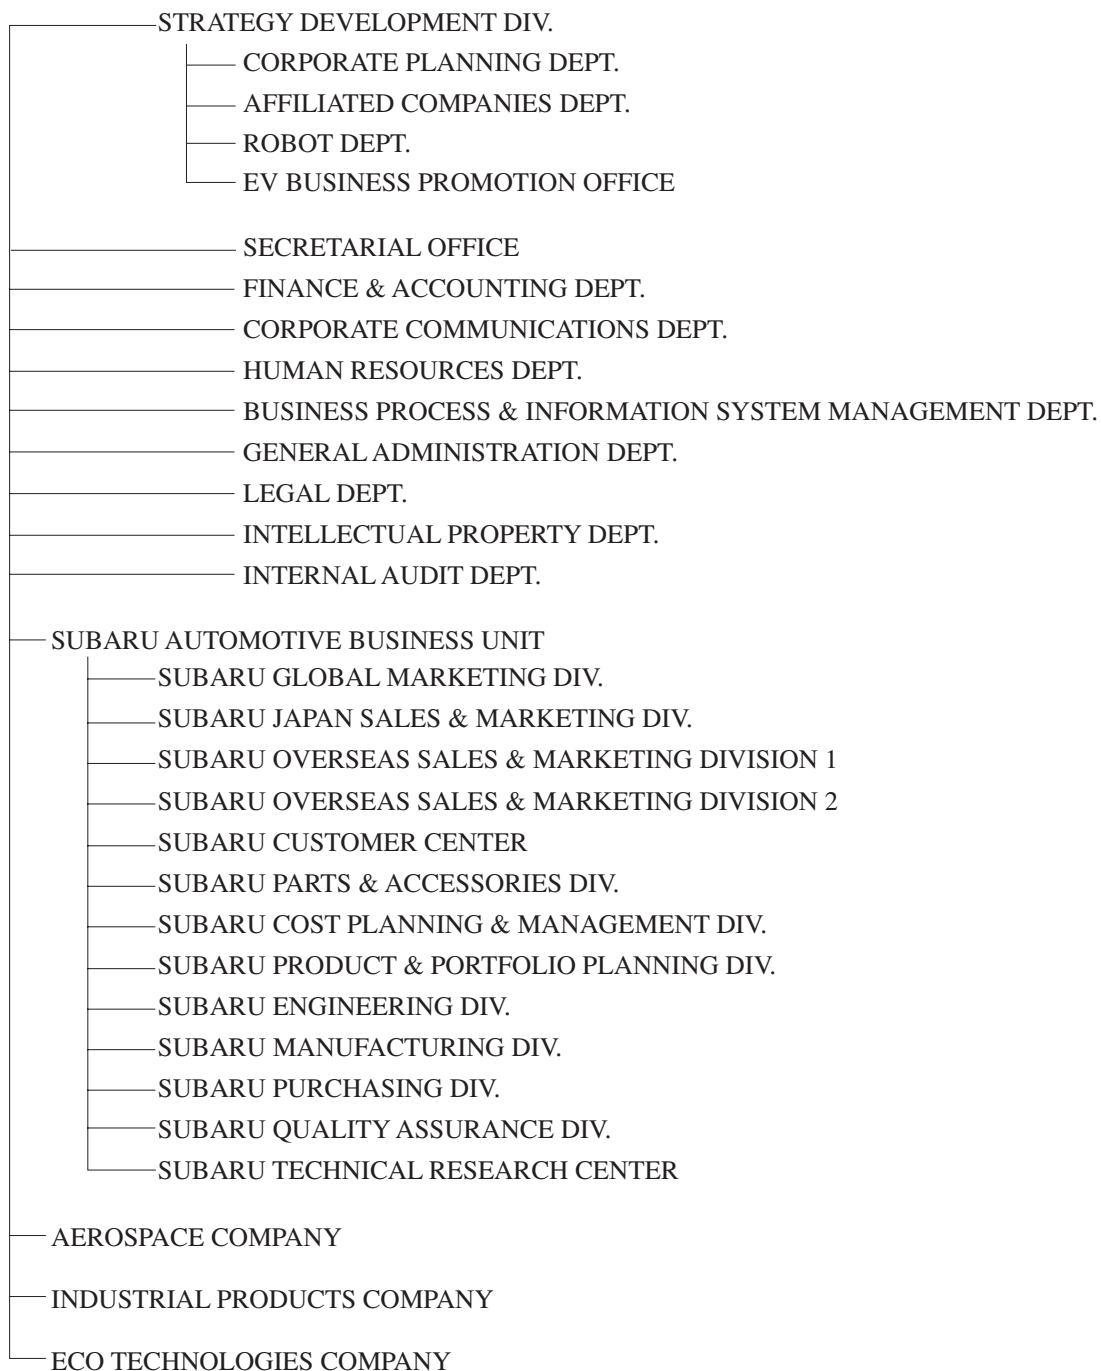 STRATEGY DEVELOPMENT DIV.
CORPORATE PLANNING DEPT.
AFFILIATED COMPANIES DEPT.
ROBOT DEPT.
EV BUSINESS PROMOTION OFFICE
SECRETARIAL OFFICE
FINANCE & ACCOUNTING DEPT.
CORPORATE COMMUNICATIONS DEPT.
HUMAN RESOURCES DEPT.
BUSINESS PROCESS & INFORMATION SYSTEM MANAGEMENT DEPT.
GENERAL ADMINISTRATION DEPT.
LEGAL DEPT.
INTELLECTUAL PROPERTY DEPT.
INTERNAL AUDIT DEPT.
SUBARU AUTOMOTIVE BUSINESS UNIT
SUBARU GLOBAL MARKETING DIV.
SUBARU JAPAN SALES & MARKETING DIV.
SUBARU OVERSEAS SALES & MARKETING DIVISION 1
SUBARU OVERSEAS SALES & MARKETING DIVISION 2
SUBARU CUSTOMER CENTER
SUBARU PARTS & ACCESSORIES DIV.
SUBARU COST PLANNING & MANAGEMENT DIV.
SUBARU PRODUCT & PORTFOLIO PLANNING DIV.
SUBARU ENGINEERING DIV.
SUBARU MANUFACTURING DIV.
SUBARU PURCHASING DIV.
SUBARU QUALITY ASSURANCE DIV.
SUBARU TECHNICAL RESEARCH CENTER
AEROSPACE COMPANY
INDUSTRIAL PRODUCTS COMPANY
ECO TECHNOLOGIES COMPANY